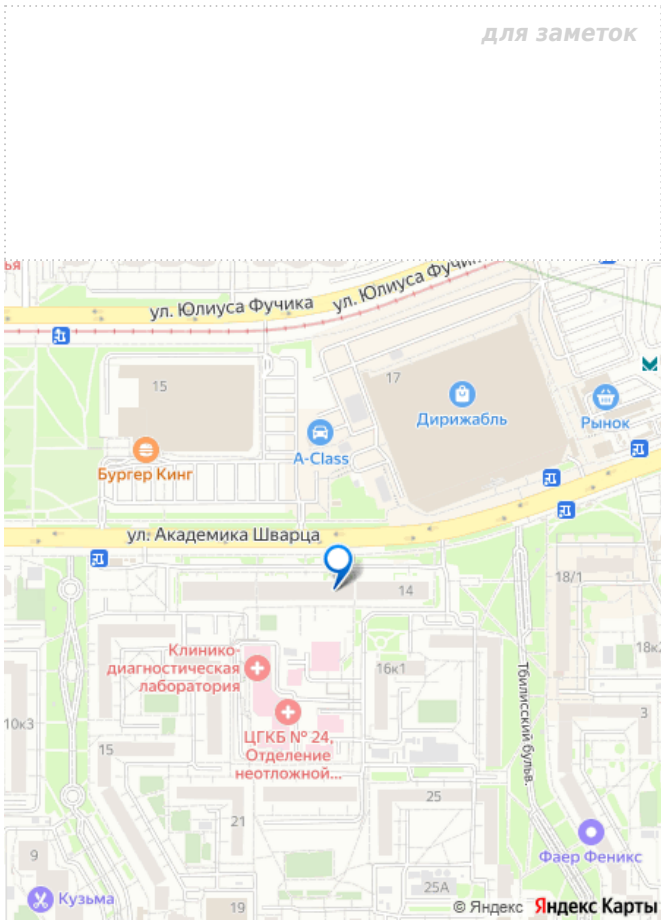 для заметок
ья
ул. Юлиуса Фучика
ул. Юлиуса Фучика
15
17
Дирижабль
Рынок
A-Class
Бургер Кинг
ул. Академика Шварца
18/1
14
Клинико-
диагностическая
лаборатория
16к1
18к2
ЦГКБ № 24,
Отделение
неотложной...
Тбилисский бульв.
10к3
3
15
25
21
9
Фаер Феникс
25А
Кузьма
19
© Яндекс Яндекс Карты